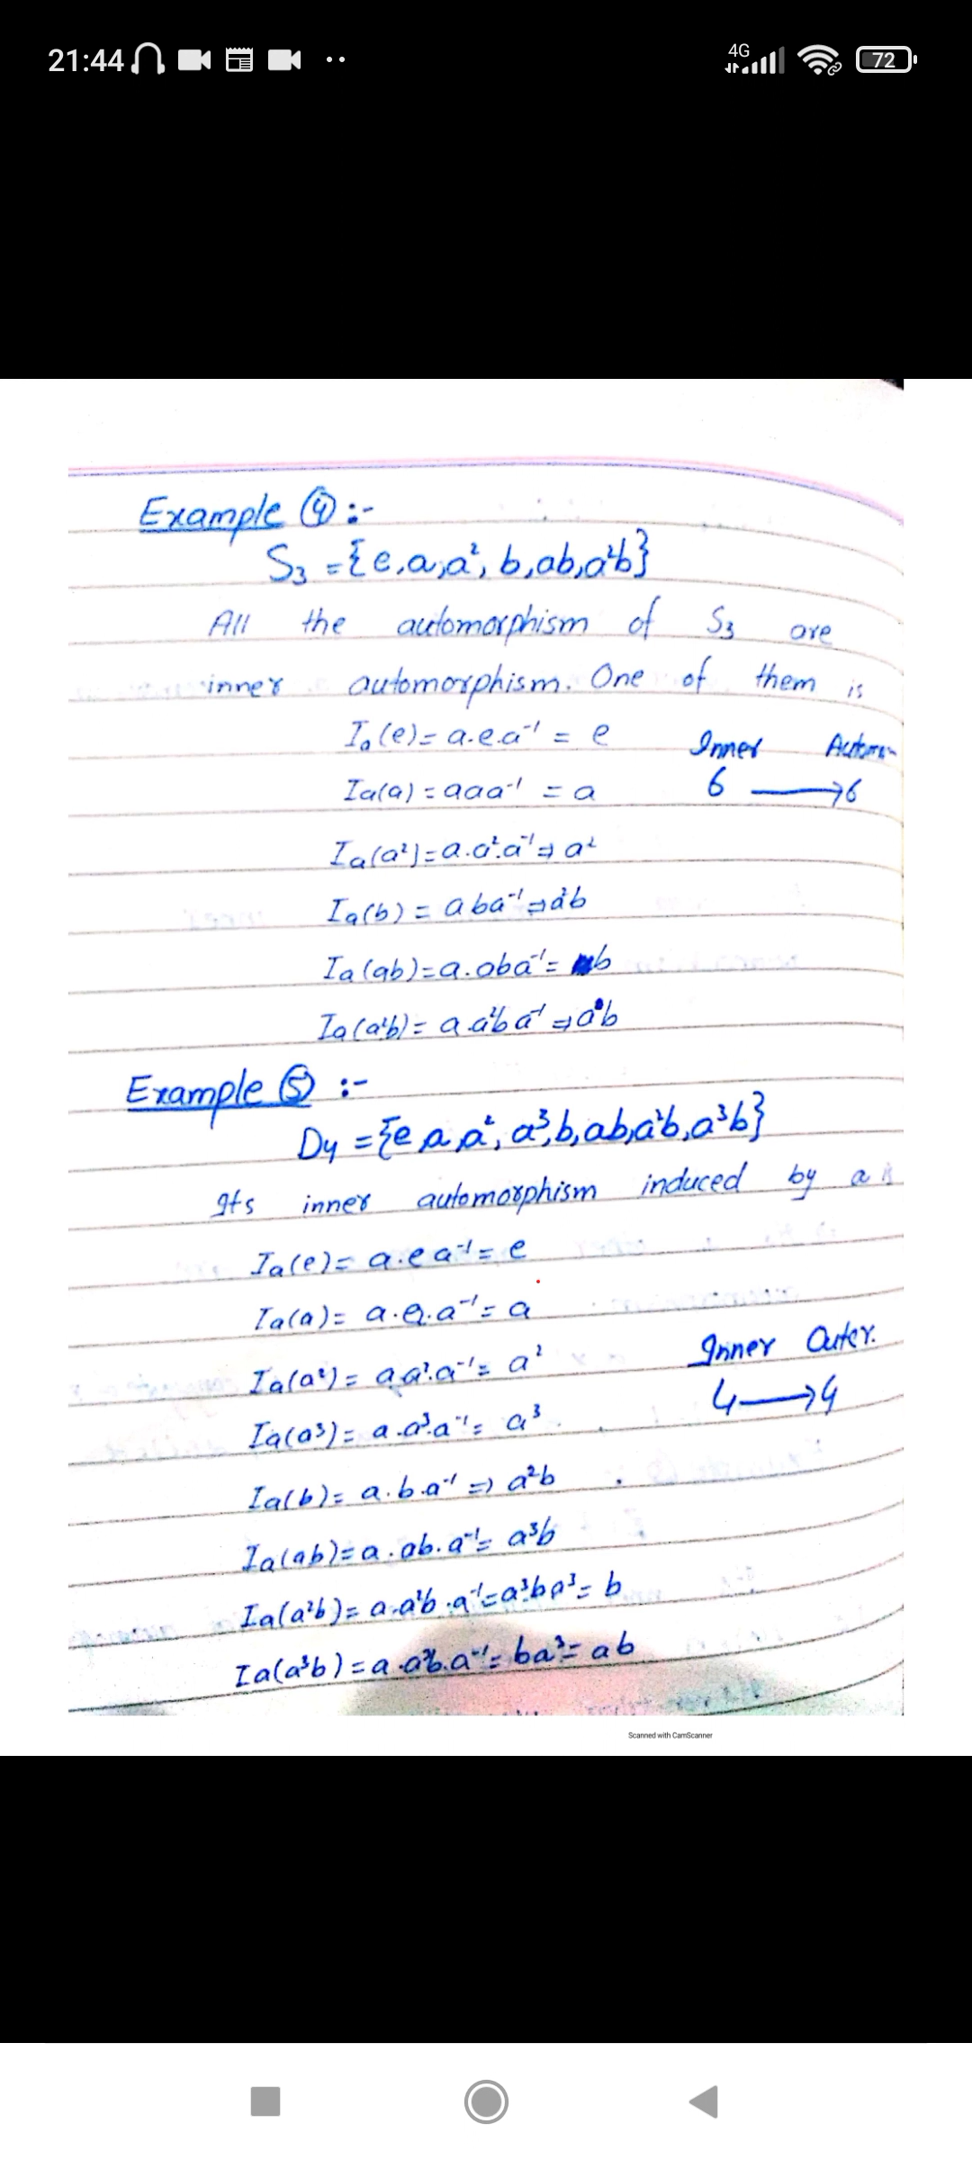 21:44
4G
72
Example ④ :-
S₃ = {e, a, a², b, ab, a²b}
All the automorphism of S₃ are
inner automorphism. One of them is
Iₐ(e) = a.e.a⁻¹ = e
Inner Autom-
Iₐ(a) = aaa⁻¹ = a
6 ⟶ 6
Iₐ(a²) = a.a².a⁻¹ ⇒ a²
Iₐ(b) = aba⁻¹ ⇒ a²b
Iₐ(ab) = a.aba⁻¹ = b
Iₐ(a²b) = a.a²ba⁻¹ ⇒ ab
Example ⑤ :-
D₄ = {e, a, a², a³, b, ab, a²b, a³b}
Its inner automorphism induced by a is
Iₐ(e) = a.e a⁻¹ = e
Iₐ(a) = a.a.a⁻¹ = a
Inner Outer.
Iₐ(a²) = a.a².a⁻¹ = a²
4 ⟶ 4
Iₐ(a³) = a.a³.a⁻¹ = a³
Iₐ(b) = a.b.a⁻¹ ⇒ a²b
Iₐ(ab) = a.ab.a⁻¹ = a³b
Iₐ(a²b) = a.a²b.a⁻¹ = a³ba³ = b
Iₐ(a³b) = a.a³b.a⁻¹ = ba³ = ab
Scanned with CamScanner